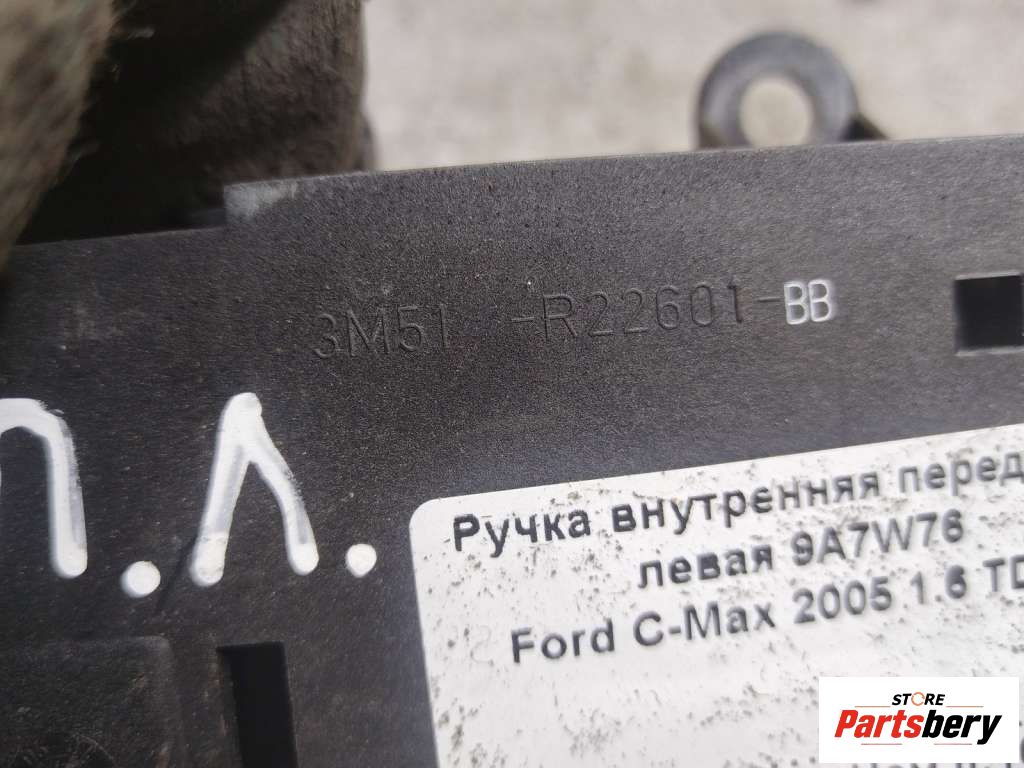 3M51 -R22601-BB
П.Л.
Ручка внутренняя перед
левая 9A7W76
Ford C-Max 2005 1.6 TD
STORE
Partsbery